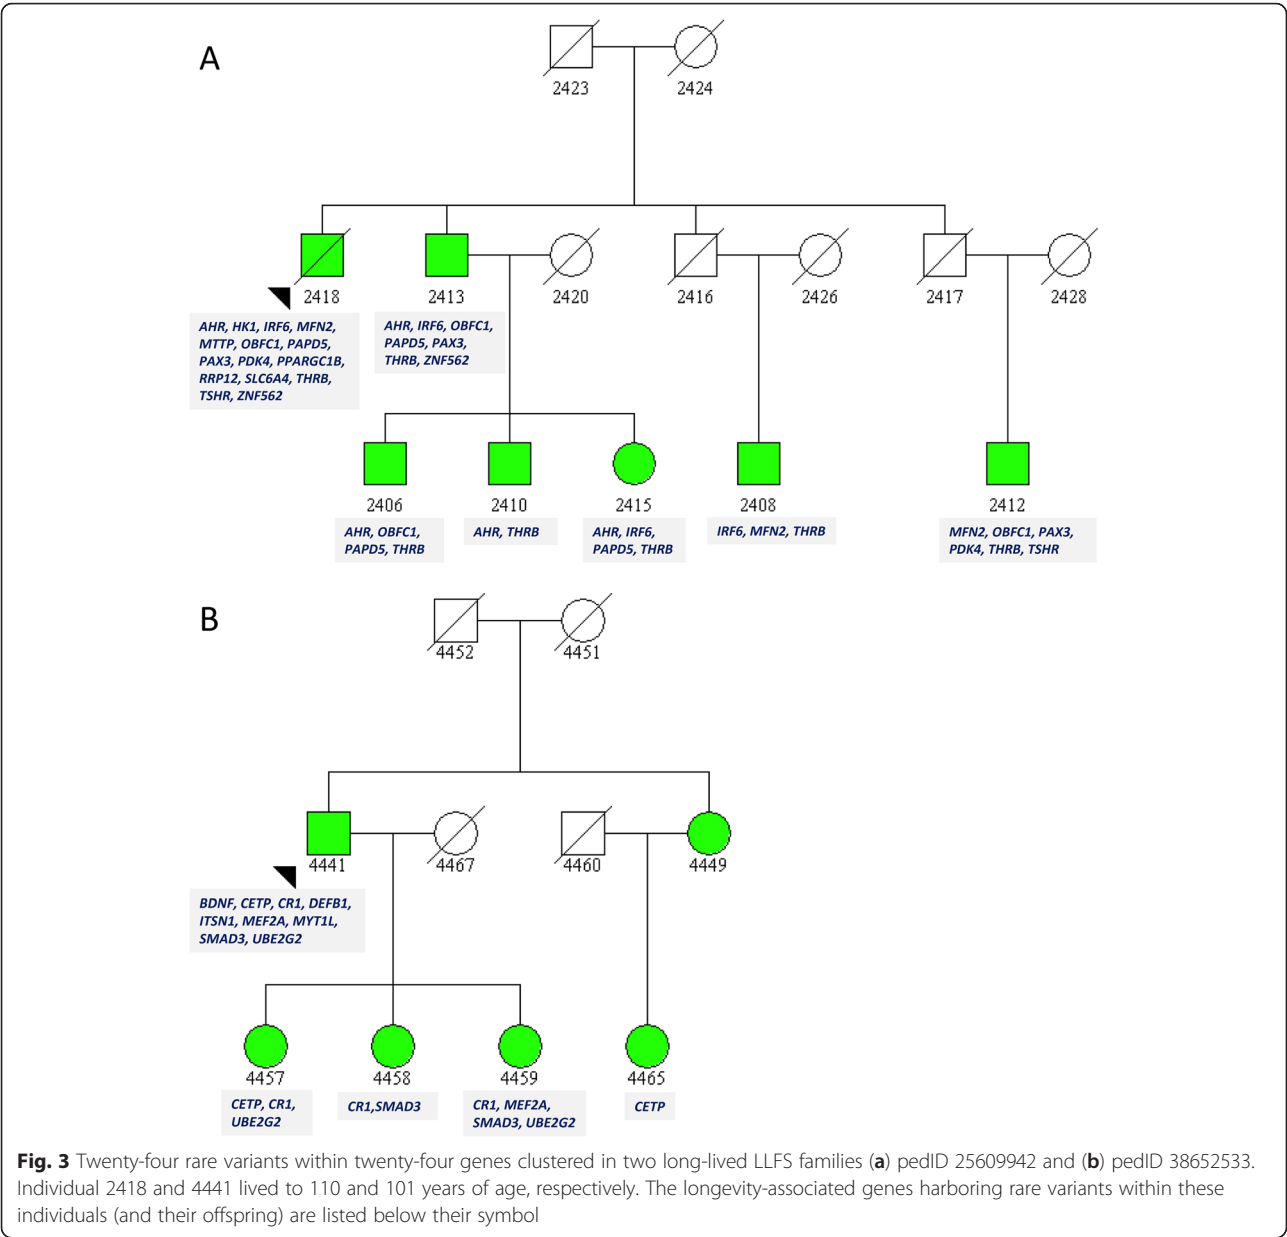 A
2423 2424
2418 2413 2420 2416 2426 2417 2428
AHR, HK1, IRF6, MFN2,
MTTP, OBFC1, PAPD5,
PAX3, PDK4, PPARGC1B,
RRP12, SLC6A4, THRB,
TSHR, ZNF562
AHR, IRF6, OBFC1,
PAPD5, PAX3,
THRB, ZNF562
2406 2410 2415 2408 2412
AHR, OBFC1,
PAPD5, THRB
AHR, THRB
AHR, IRF6,
PAPD5, THRB
IRF6, MFN2, THRB
MFN2, OBFC1, PAX3,
PDK4, THRB, TSHR
B
4452 4451
4441 4467 4460 4449
BDNF, CETP, CR1, DEFB1,
ITSN1, MEF2A, MYT1L,
SMAD3, UBE2G2
4457 4458 4459 4465
CETP, CR1,
UBE2G2
CR1,SMAD3
CR1, MEF2A,
SMAD3, UBE2G2
CETP
Fig. 3 Twenty-four rare variants within twenty-four genes clustered in two long-lived LLFS families (a) pedID 25609942 and (b) pedID 38652533.
Individual 2418 and 4441 lived to 110 and 101 years of age, respectively. The longevity-associated genes harboring rare variants within these
individuals (and their offspring) are listed below their symbol